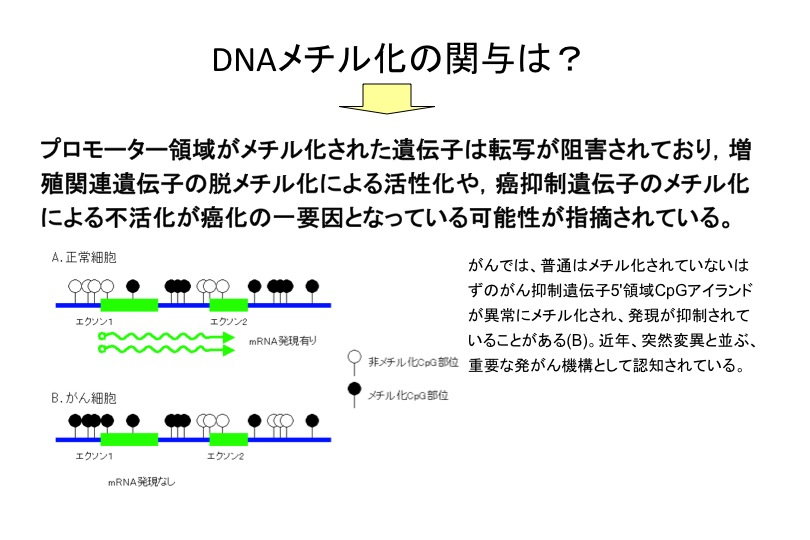 DNAメチル化の関与は？
プロモーター領域がメチル化された遺伝子は転写が阻害されており，増
殖関連遺伝子の脱メチル化による活性化や，癌抑制遺伝子のメチル化
による不活化が癌化の一要因となっている可能性が指摘されている。
A．正常細胞
エクソン1
エクソン2
mRNA発現有り
非メチル化CpG部位
メチル化CpG部位
B．がん細胞
エクソン1
エクソン2
mRNA発現なし
がんでは、普通はメチル化されていないは
ずのがん抑制遺伝子5'領域CpGアイランド
が異常にメチル化され、発現が抑制されて
いることがある(B)。近年、突然変異と並ぶ、
重要な発がん機構として認知されている。